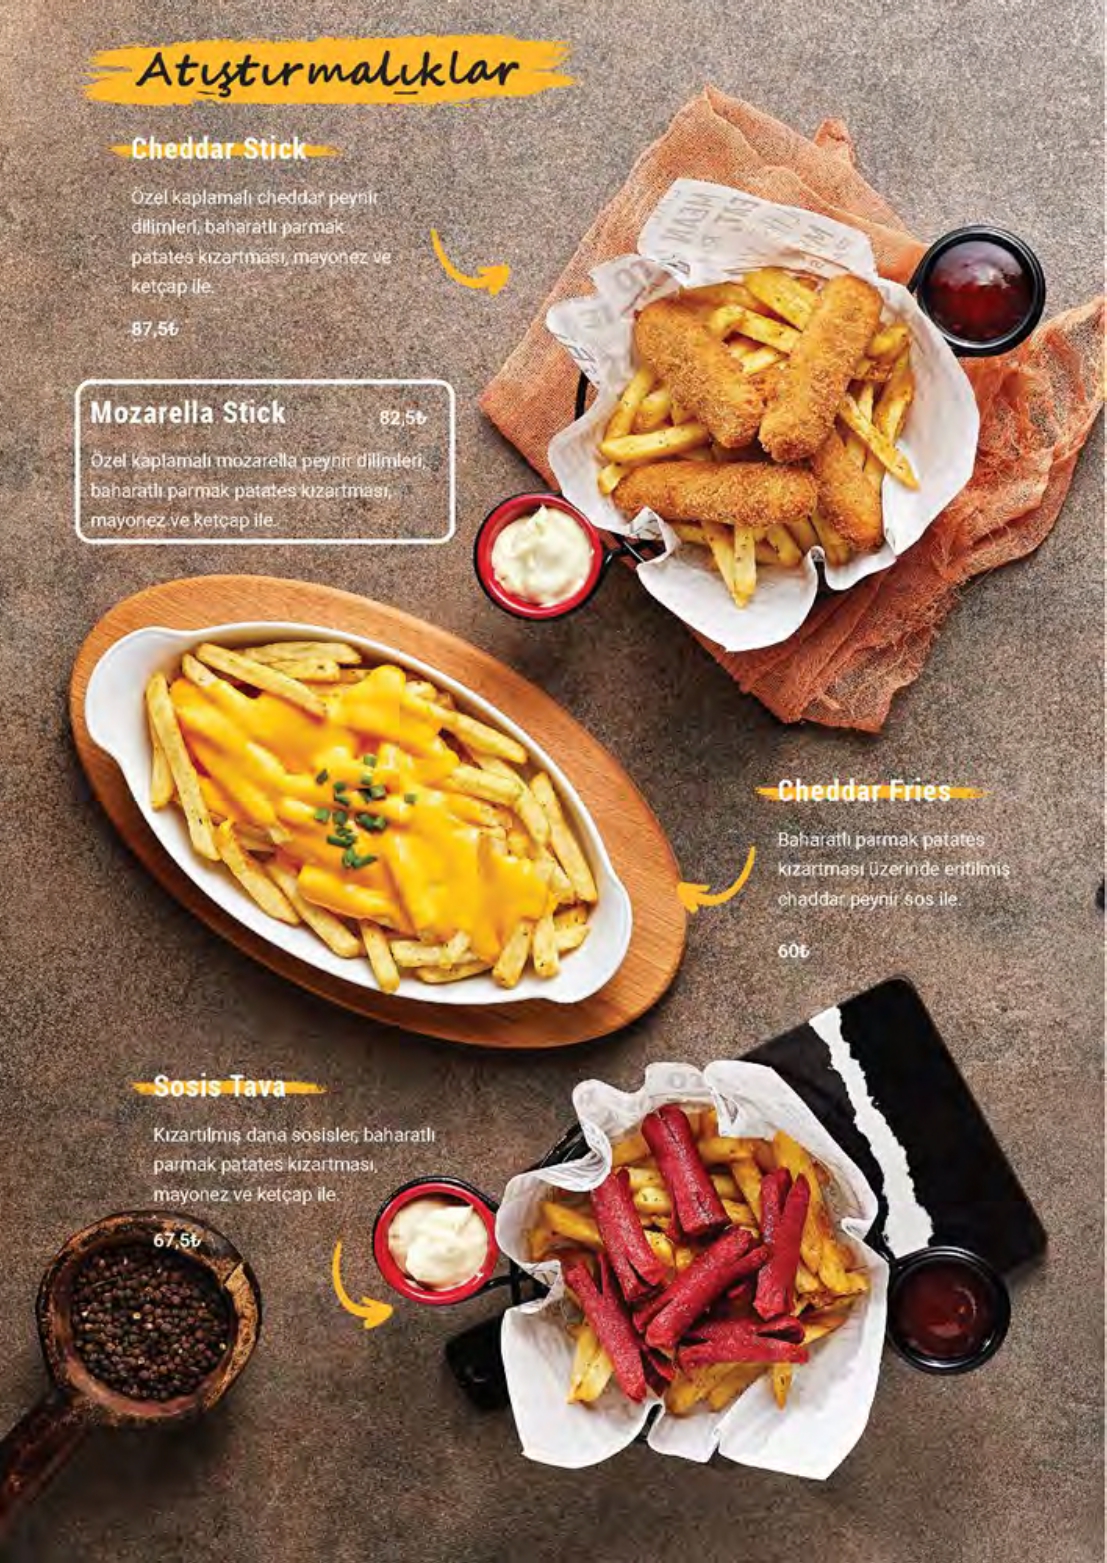 Atıştırmalıklar
Cheddar Stick
Özel kaplamalı cheddar peynir
dilimleri, baharatlı parmak
patates kızartması, mayonez ve
ketçap ile.
87,5₺
Mozarella Stick 82,5₺
Özel kaplamalı mozarella peynir dilimleri,
baharatlı parmak patates kızartması,
mayonez ve ketçap ile.
Cheddar Fries
Baharatlı parmak patates
kızartması üzerinde eritilmiş
chaddar peynir sos ile.
60₺
Sosis Tava
Kızartılmış dana sosisler, baharatlı
parmak patates kızartması,
mayonez ve ketçap ile.
67,5₺